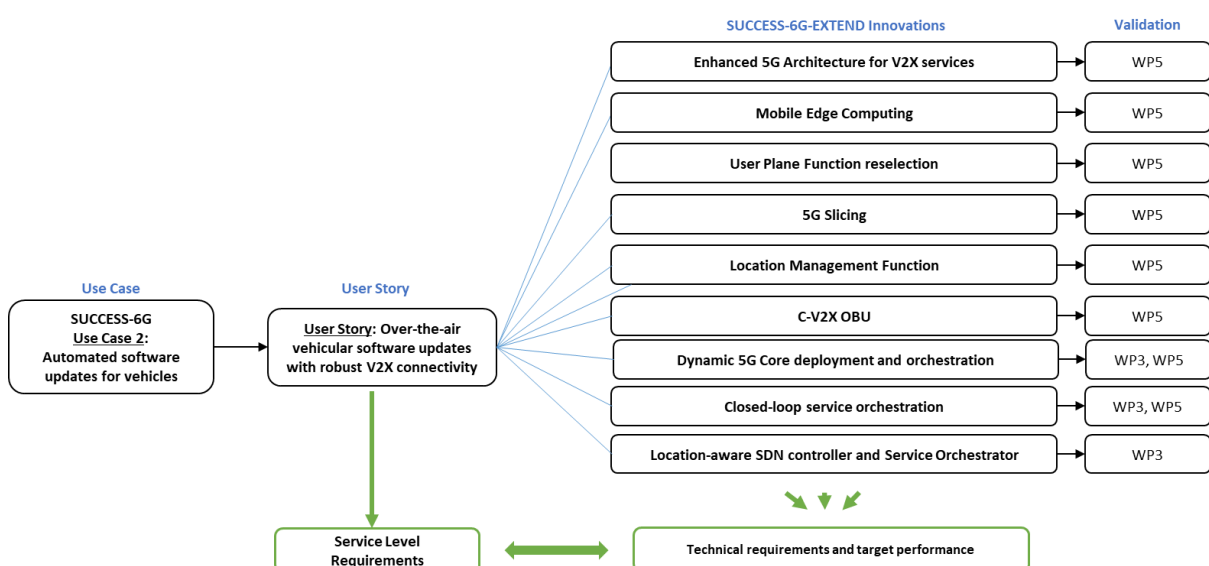 SUCCESS-6G-EXTEND Innovations
Validation
Enhanced 5G Architecture for V2X services
WP5
Mobile Edge Computing
WP5
User Plane Function reselection
WP5
5G Slicing
WP5
Location Management Function
WP5
Use Case
User Story
SUCCESS-6G
Use Case 2:
Automated software
updates for vehicles
User Story: Over-the-air
vehicular software updates
with robust V2X connectivity
C-V2X OBU
WP5
Dynamic 5G Core deployment and orchestration
WP3, WP5
Closed-loop service orchestration
WP3, WP5
Location-aware SDN controller and Service Orchestrator
WP3
Service Level
Requirements
Technical requirements and target performance